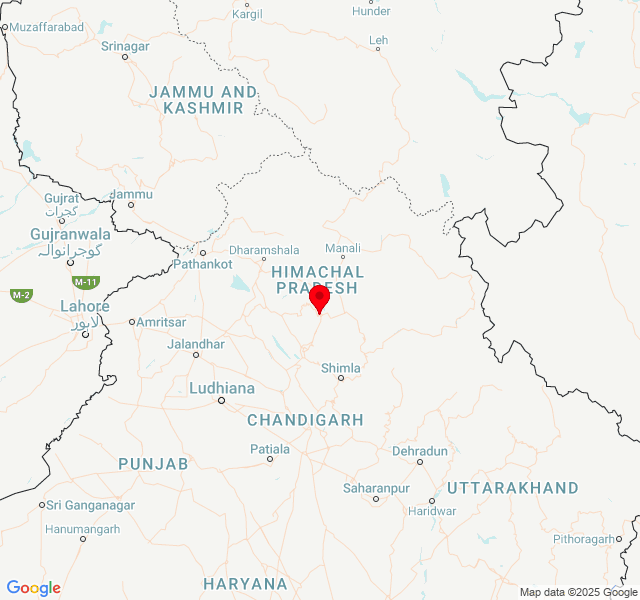 Kargil
Hunder
Muzaffarabad
Srinagar
Leh
JAMMU AND
KASHMIR
Jammu
Gujrat
گجرات
Gujranwala
گوجرانوالہ
Pathankot
Dharamshala
Manali
HIMACHAL
PRADESH
M-11
M-2
Lahore
لاہور
Amritsar
Jalandhar
Shimla
Ludhiana
CHANDIGARH
Patiala
Dehradun
PUNJAB
Saharanpur
UTTARAKHAND
Haridwar
Sri Ganganagar
Hanumangarh
Pithoragarh
HARYANA
Google
Map data ©2025 Google